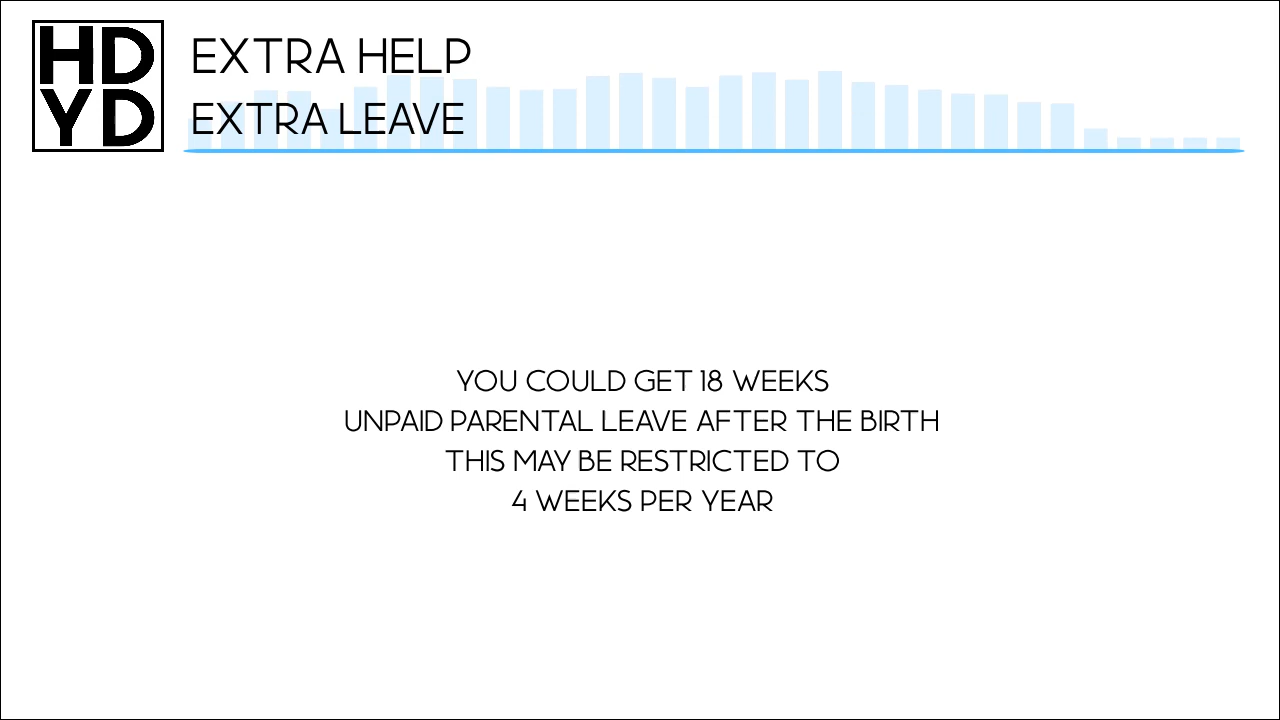 HD
YD
EXTRA HELP
EXTRA LEAVE
YOU COULD GET 18 WEEKS
UNPAID PARENTAL LEAVE AFTER THE BIRTH
THIS MAY BE RESTRICTED TO
4 WEEKS PER YEAR